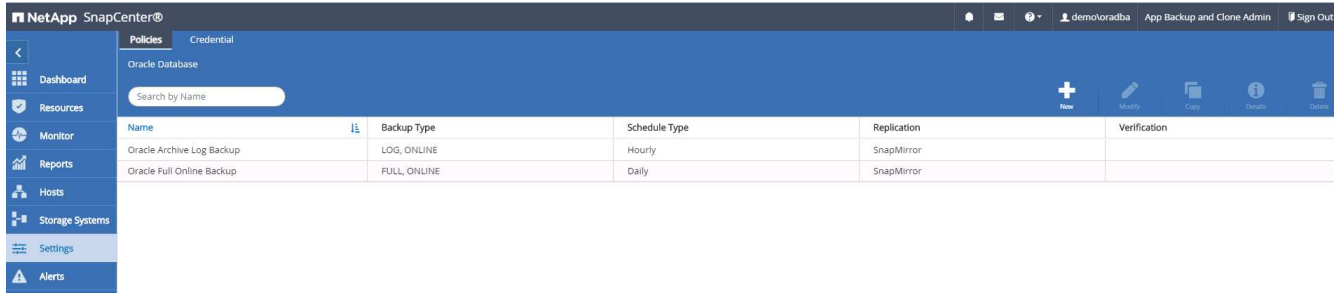 NetApp SnapCenter®
demo\oradba App Backup and Clone Admin Sign Out
Policies Credential
Oracle Database
Search by Name
New Modify Copy Details Delete
Dashboard
Resources
Monitor
Reports
Hosts
Storage Systems
Settings
Alerts
Name Backup Type Schedule Type Replication Verification
Oracle Archive Log Backup LOG, ONLINE Hourly SnapMirror
Oracle Full Online Backup FULL, ONLINE Daily SnapMirror